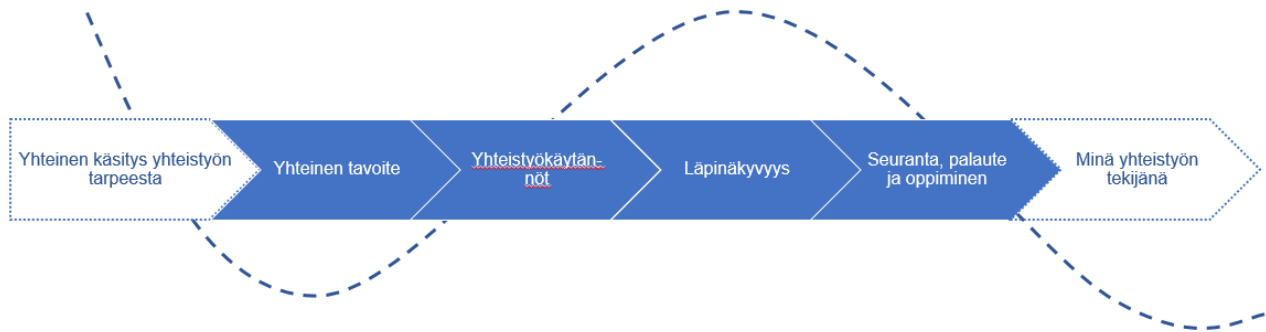 Yhteinen käsitys yhteistyön
tarpeesta
Yhteinen tavoite
Yhteistyökäytän-
nöt
Läpinäkyvyys
Seuranta, palaute
ja oppiminen
Minä yhteistyön
tekijänä